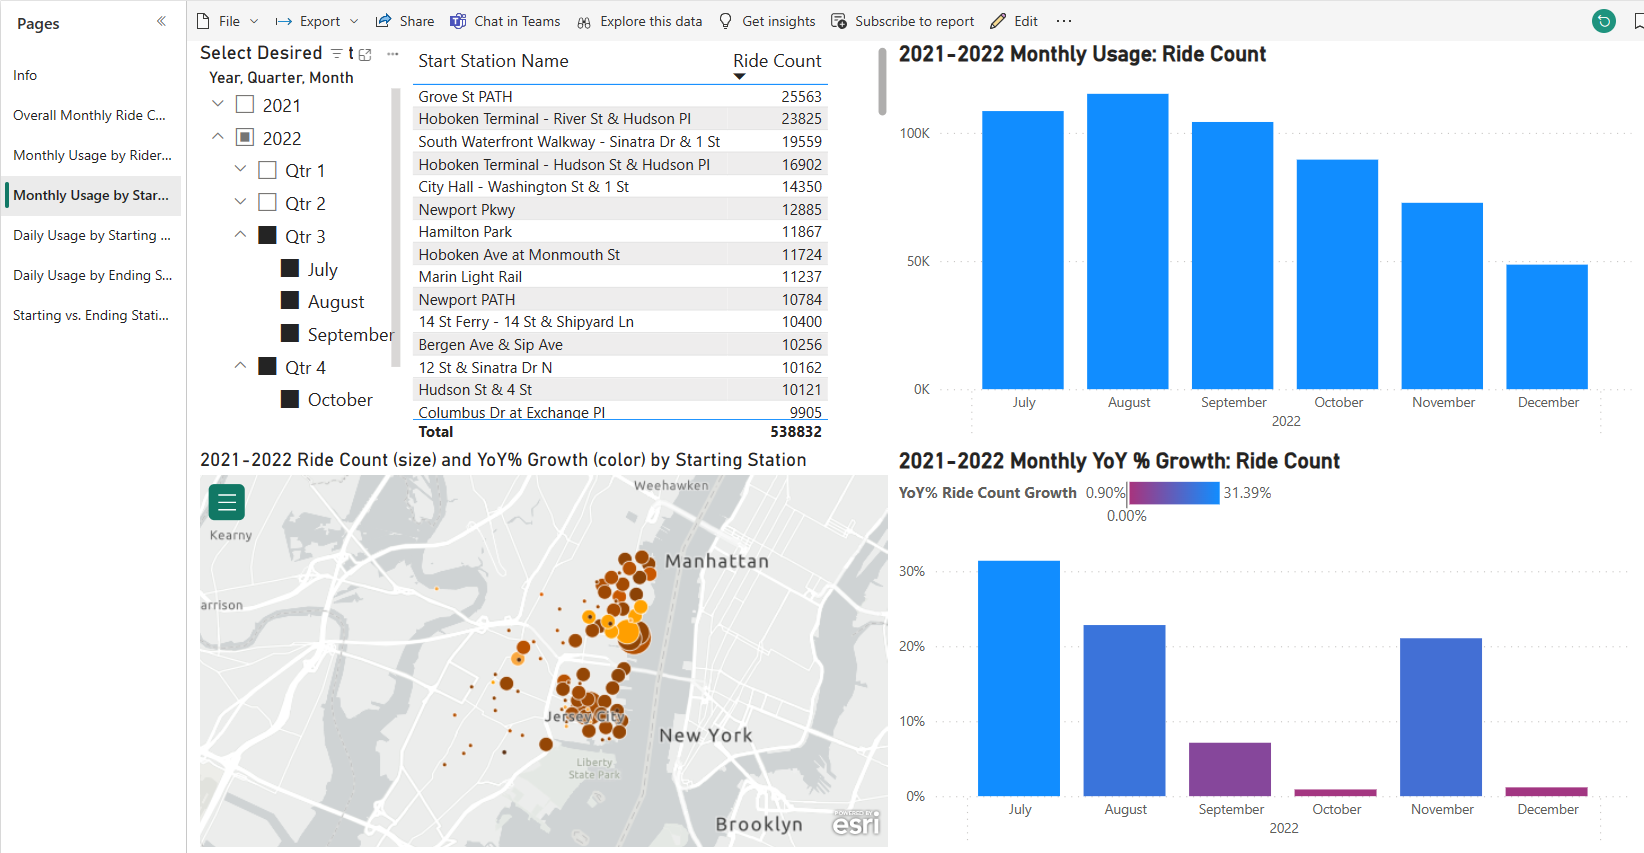 Pages
File
Export
Share
Chat in Teams
Explore this data
Get insights
Subscribe to report
Edit
Info
Overall Monthly Ride C...
Monthly Usage by Rider...
Monthly Usage by Star...
Daily Usage by Starting ...
Daily Usage by Ending S...
Starting vs. Ending Stati...
Select Desired t
Year, Quarter, Month
2021
2022
Qtr 1
Qtr 2
Qtr 3
July
August
September
Qtr 4
October
Start Station Name Ride Count
Grove St PATH 25563
Hoboken Terminal - River St & Hudson Pl 23825
South Waterfront Walkway - Sinatra Dr & 1 St 19559
Hoboken Terminal - Hudson St & Hudson Pl 16902
City Hall - Washington St & 1 St 14350
Newport Pkwy 12885
Hamilton Park 11867
Hoboken Ave at Monmouth St 11724
Marin Light Rail 11237
Newport PATH 10784
14 St Ferry - 14 St & Shipyard Ln 10400
Bergen Ave & Sip Ave 10256
12 St & Sinatra Dr N 10162
Hudson St & 4 St 10121
Columbus Dr at Exchange Pl 9905
Total 538832
2021-2022 Monthly Usage: Ride Count
100K
50K
0K
July August September October November December
2022
2021-2022 Ride Count (size) and YoY% Growth (color) by Starting Station
Weehawken
Kearny
Manhattan
arrison
Jersey City
New York
Liberty
State Park
Brooklyn
POWERED BY
esri
2021-2022 Monthly YoY % Growth: Ride Count
YoY% Ride Count Growth 0.90% 31.39%
0.00%
30%
20%
10%
0%
July August September October November December
2022